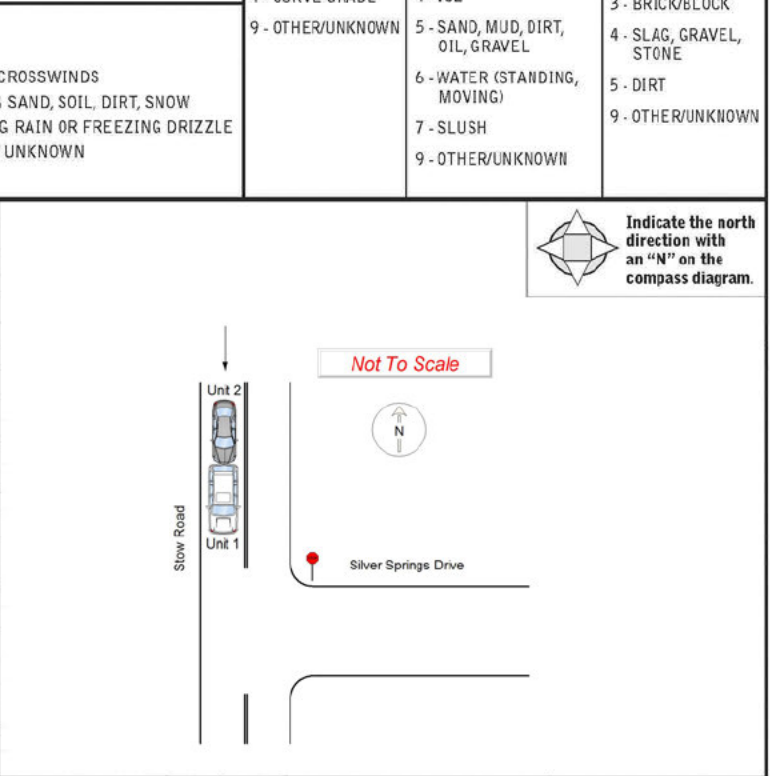 CROSSWINDS
SAND, SOIL, DIRT, SNOW
RAIN OR FREEZING DRIZZLE
UNKNOWN
9 - OTHER/UNKNOWN
5 - SAND, MUD, DIRT,
OIL, GRAVEL
6 - WATER (STANDING,
MOVING)
7 - SLUSH
9 - OTHER/UNKNOWN
3 - BRICK/BLOCK
4 - SLAG, GRAVEL,
STONE
5 - DIRT
9 - OTHER/UNKNOWN
Indicate the north
direction with
an “N” on the
compass diagram.
Not To Scale
N
Unit 2
Unit 1
Stow Road
Silver Springs Drive